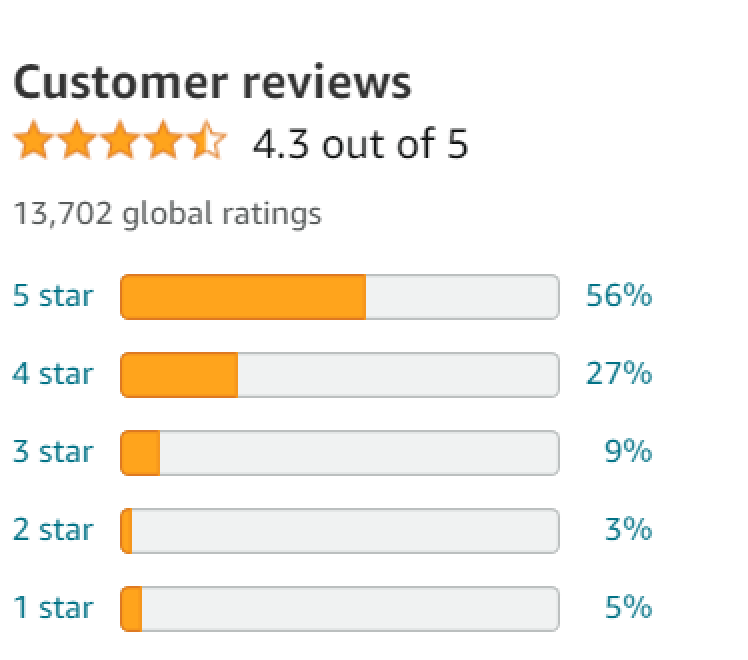 Customer reviews
4.3 out of 5
13,702 global ratings
5 star 56%
4 star 27%
3 star 9%
2 star 3%
1 star 5%